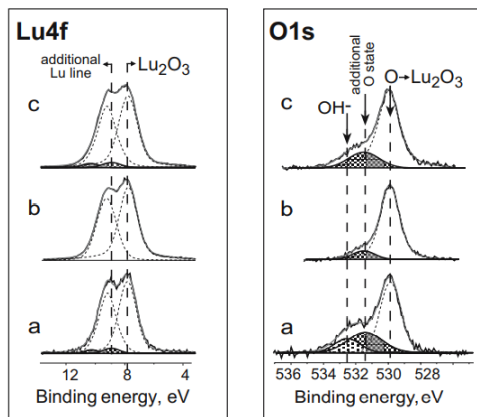 Lu4f
additional
Lu line
Lu₂O₃
c
b
a
12 8 4
Binding energy, eV
O1s
additional
O state
OH-
O→Lu₂O₃
c
b
a
536 534 532 530 528
Binding energy, eV